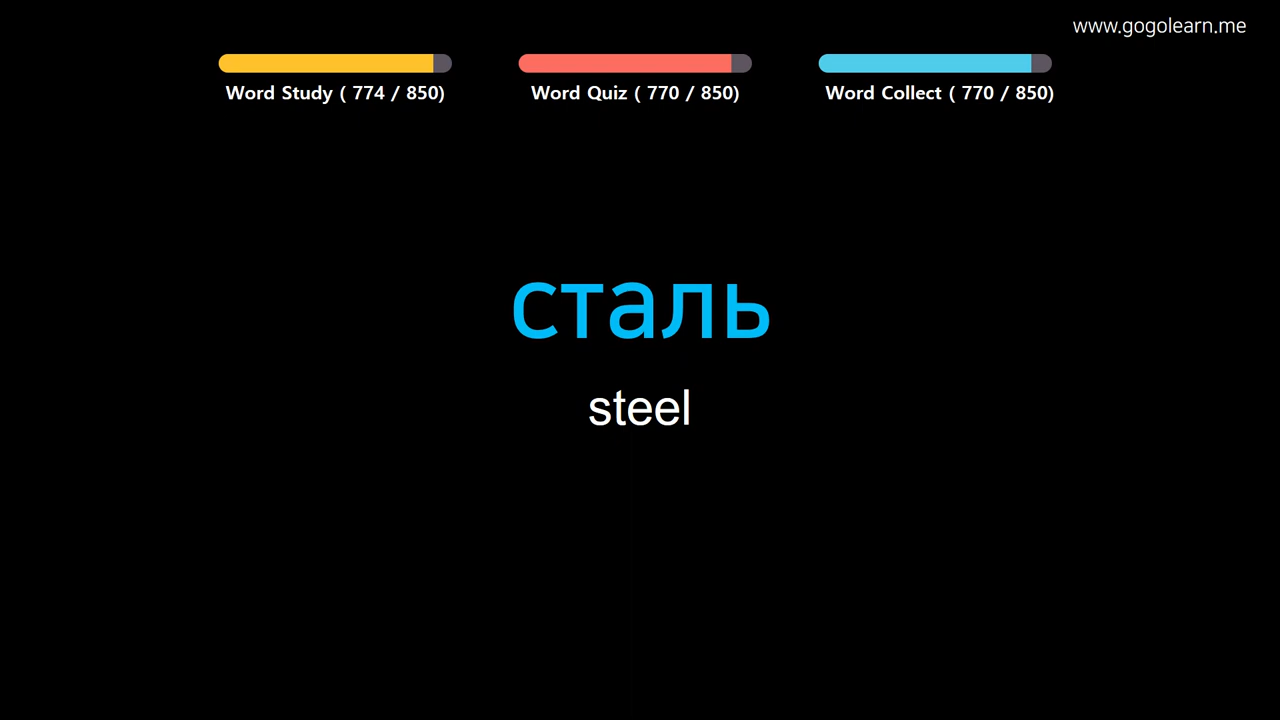 www.gogolearn.me
Word Study ( 774 / 850)
Word Quiz ( 770 / 850)
Word Collect ( 770 / 850)
сталь
steel